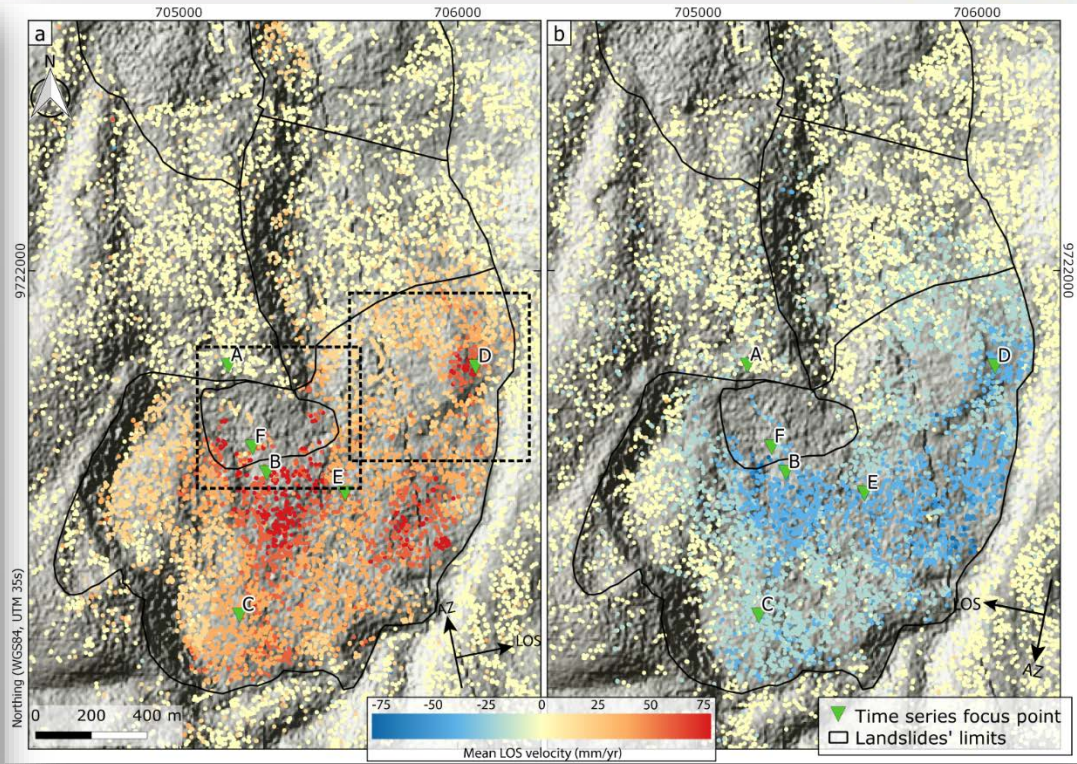 705000
706000
705000
706000
a
b
N
9722000
9722000
A
D
F
B
E
C
A
D
F
B
E
C
AZ
LOS
LOS
AZ
Northing (WGS84, UTM 35s)
0 200 400 m
-75 -50 -25 0 25 50 75
Mean LOS velocity (mm/yr)
Time series focus point
Landslides' limits